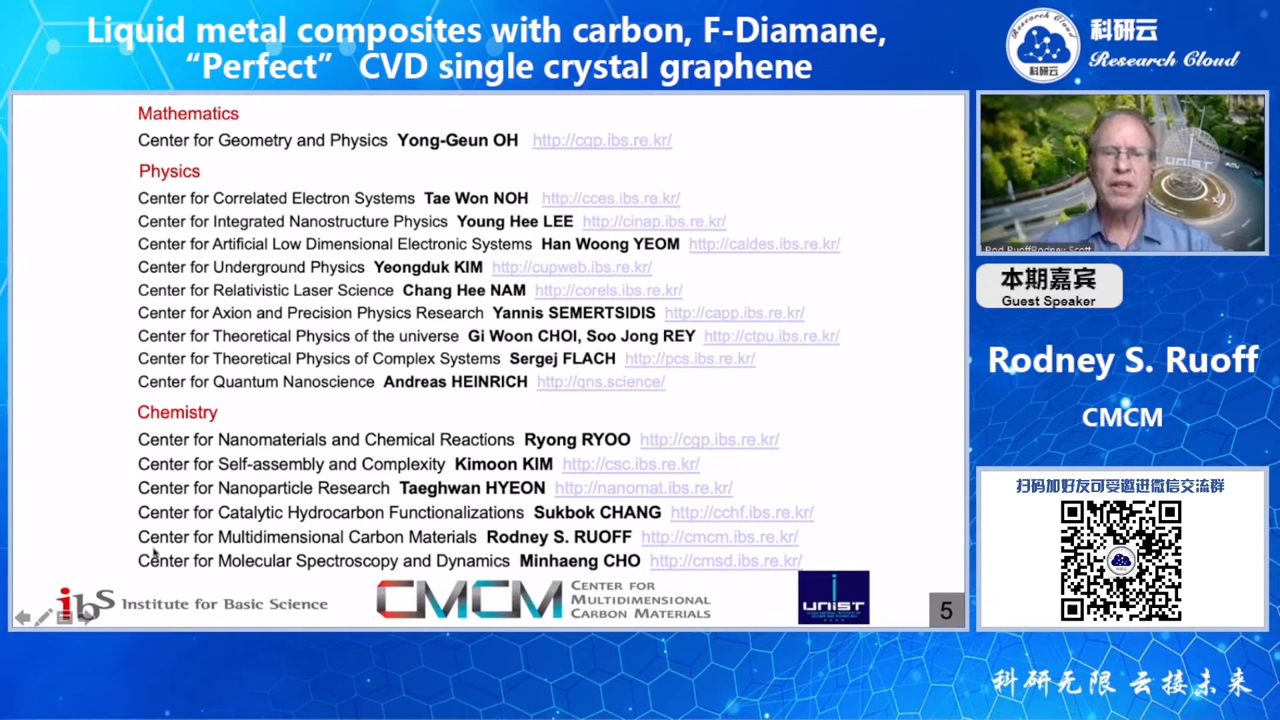 Liquid metal composites with carbon, F-Diamane,
“Perfect” CVD single crystal graphene
Research Cloud
科研云
科研云
Research Cloud
Mathematics
Center for Geometry and Physics Yong-Geun OH http://cgp.ibs.re.kr/
Physics
Center for Correlated Electron Systems Tae Won NOH http://cces.ibs.re.kr/
Center for Integrated Nanostructure Physics Young Hee LEE http://cinap.ibs.re.kr/
Center for Artificial Low Dimensional Electronic Systems Han Woong YEOM http://caldes.ibs.re.kr/
Center for Underground Physics Yeongduk KIM http://cupweb.ibs.re.kr/
Center for Relativistic Laser Science Chang Hee NAM http://corels.ibs.re.kr/
Center for Axion and Precision Physics Research Yannis SEMERTSIDIS http://capp.ibs.re.kr/
Center for Theoretical Physics of the universe Gi Woon CHOI, Soo Jong REY http://ctpu.ibs.re.kr/
Center for Theoretical Physics of Complex Systems Sergej FLACH http://pcs.ibs.re.kr/
Center for Quantum Nanoscience Andreas HEINRICH http://qns.science/
Chemistry
Center for Nanomaterials and Chemical Reactions Ryong RYOO http://cgp.ibs.re.kr/
Center for Self-assembly and Complexity Kimoon KIM http://csc.ibs.re.kr/
Center for Nanoparticle Research Taeghwan HYEON http://nanomat.ibs.re.kr/
Center for Catalytic Hydrocarbon Functionalizations Sukbok CHANG http://cchf.ibs.re.kr/
Center for Multidimensional Carbon Materials Rodney S. RUOFF http://cmcm.ibs.re.kr/
Center for Molecular Spectroscopy and Dynamics Minhaeng CHO http://cmsd.ibs.re.kr/
ibS Institute for Basic Science
CMCM
CENTER FOR
MULTIDIMENSIONAL
CARBON MATERIALS
UNIST
5
UNIST
Rod RuoffRodney Scott
本期嘉宾
Guest Speaker
Rodney S. Ruoff
CMCM
扫码加好友可受邀进微信交流群
科研无限 云接未来